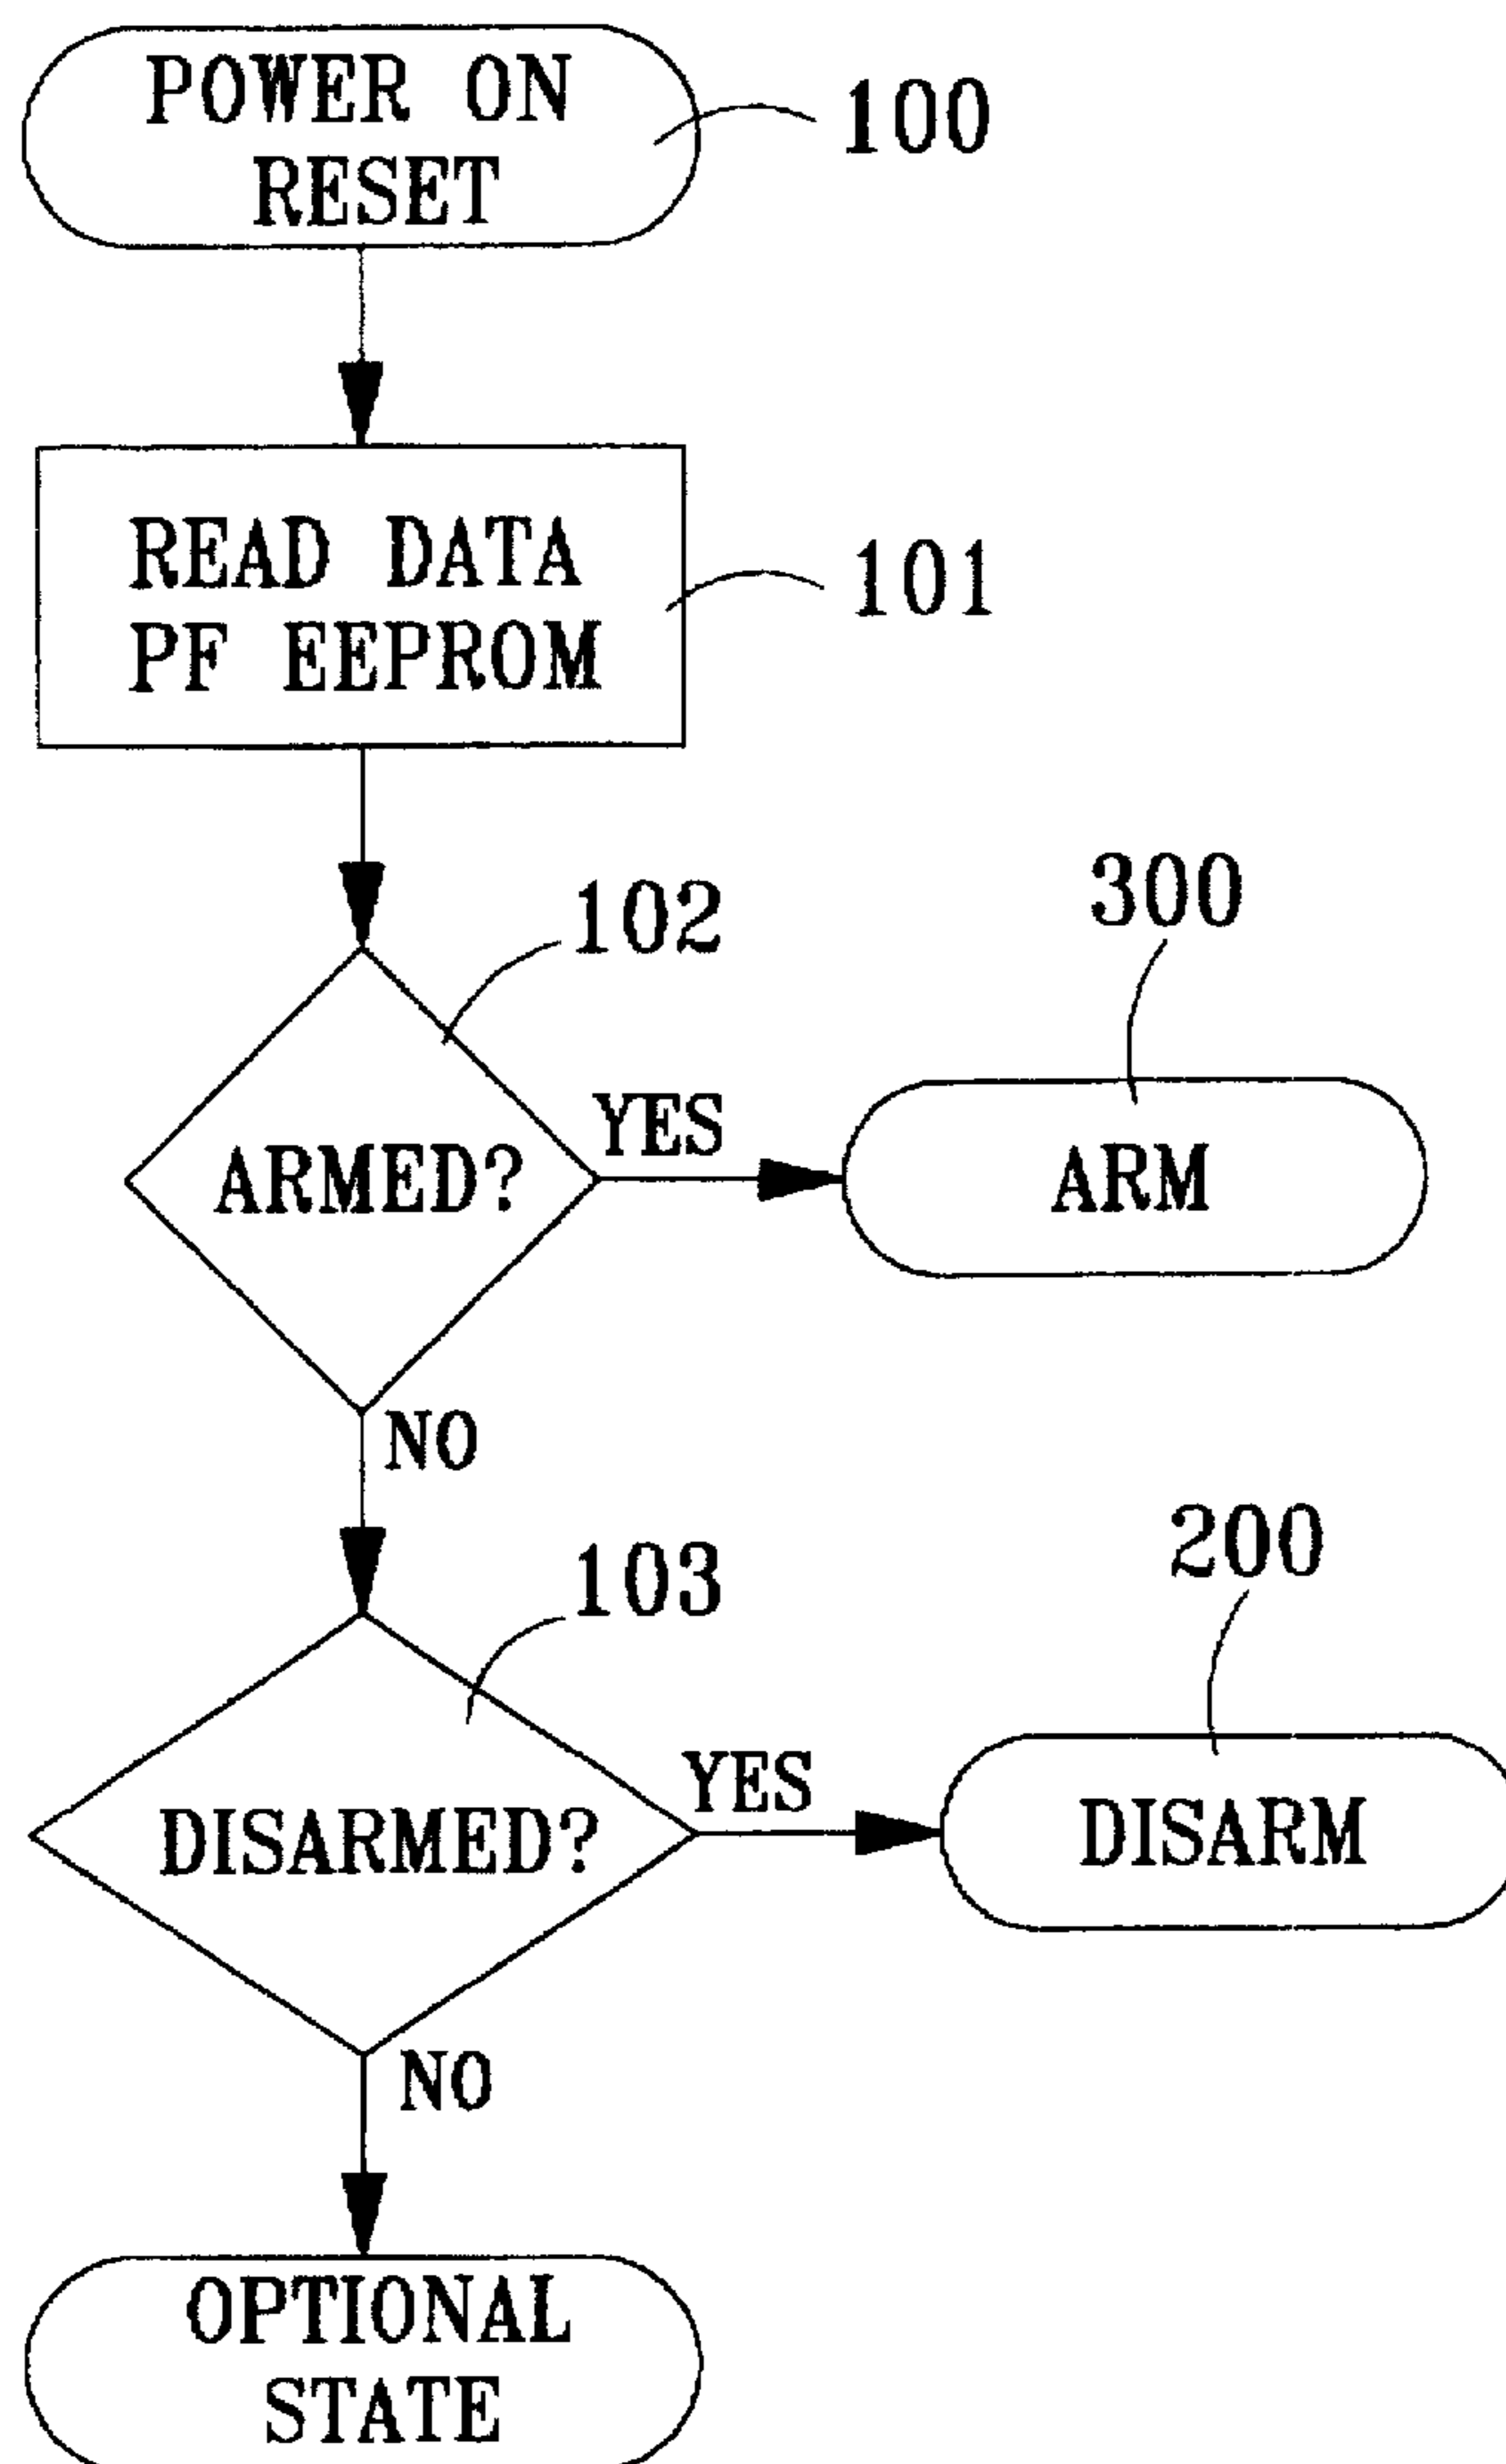 POWER ON
RESET
100
READ DATA
PF EEPROM
101
102
300
ARMED?
YES
ARM
NO
103
200
DISARMED?
YES
DISARM
NO
OPTIONAL
STATE